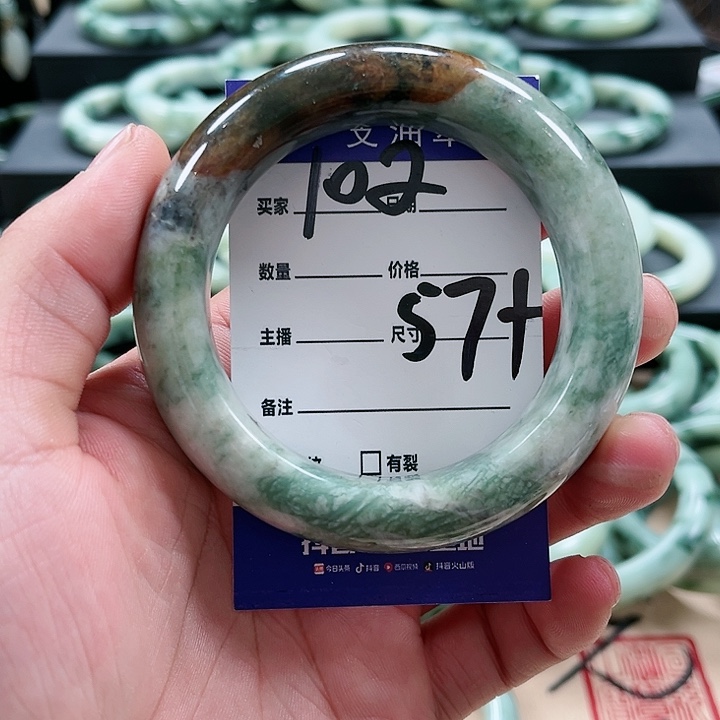 102
买家
数量 价格
57+
主播 尺寸
备注
有裂
今日头条 抖音 西瓜视频 抖音火山版